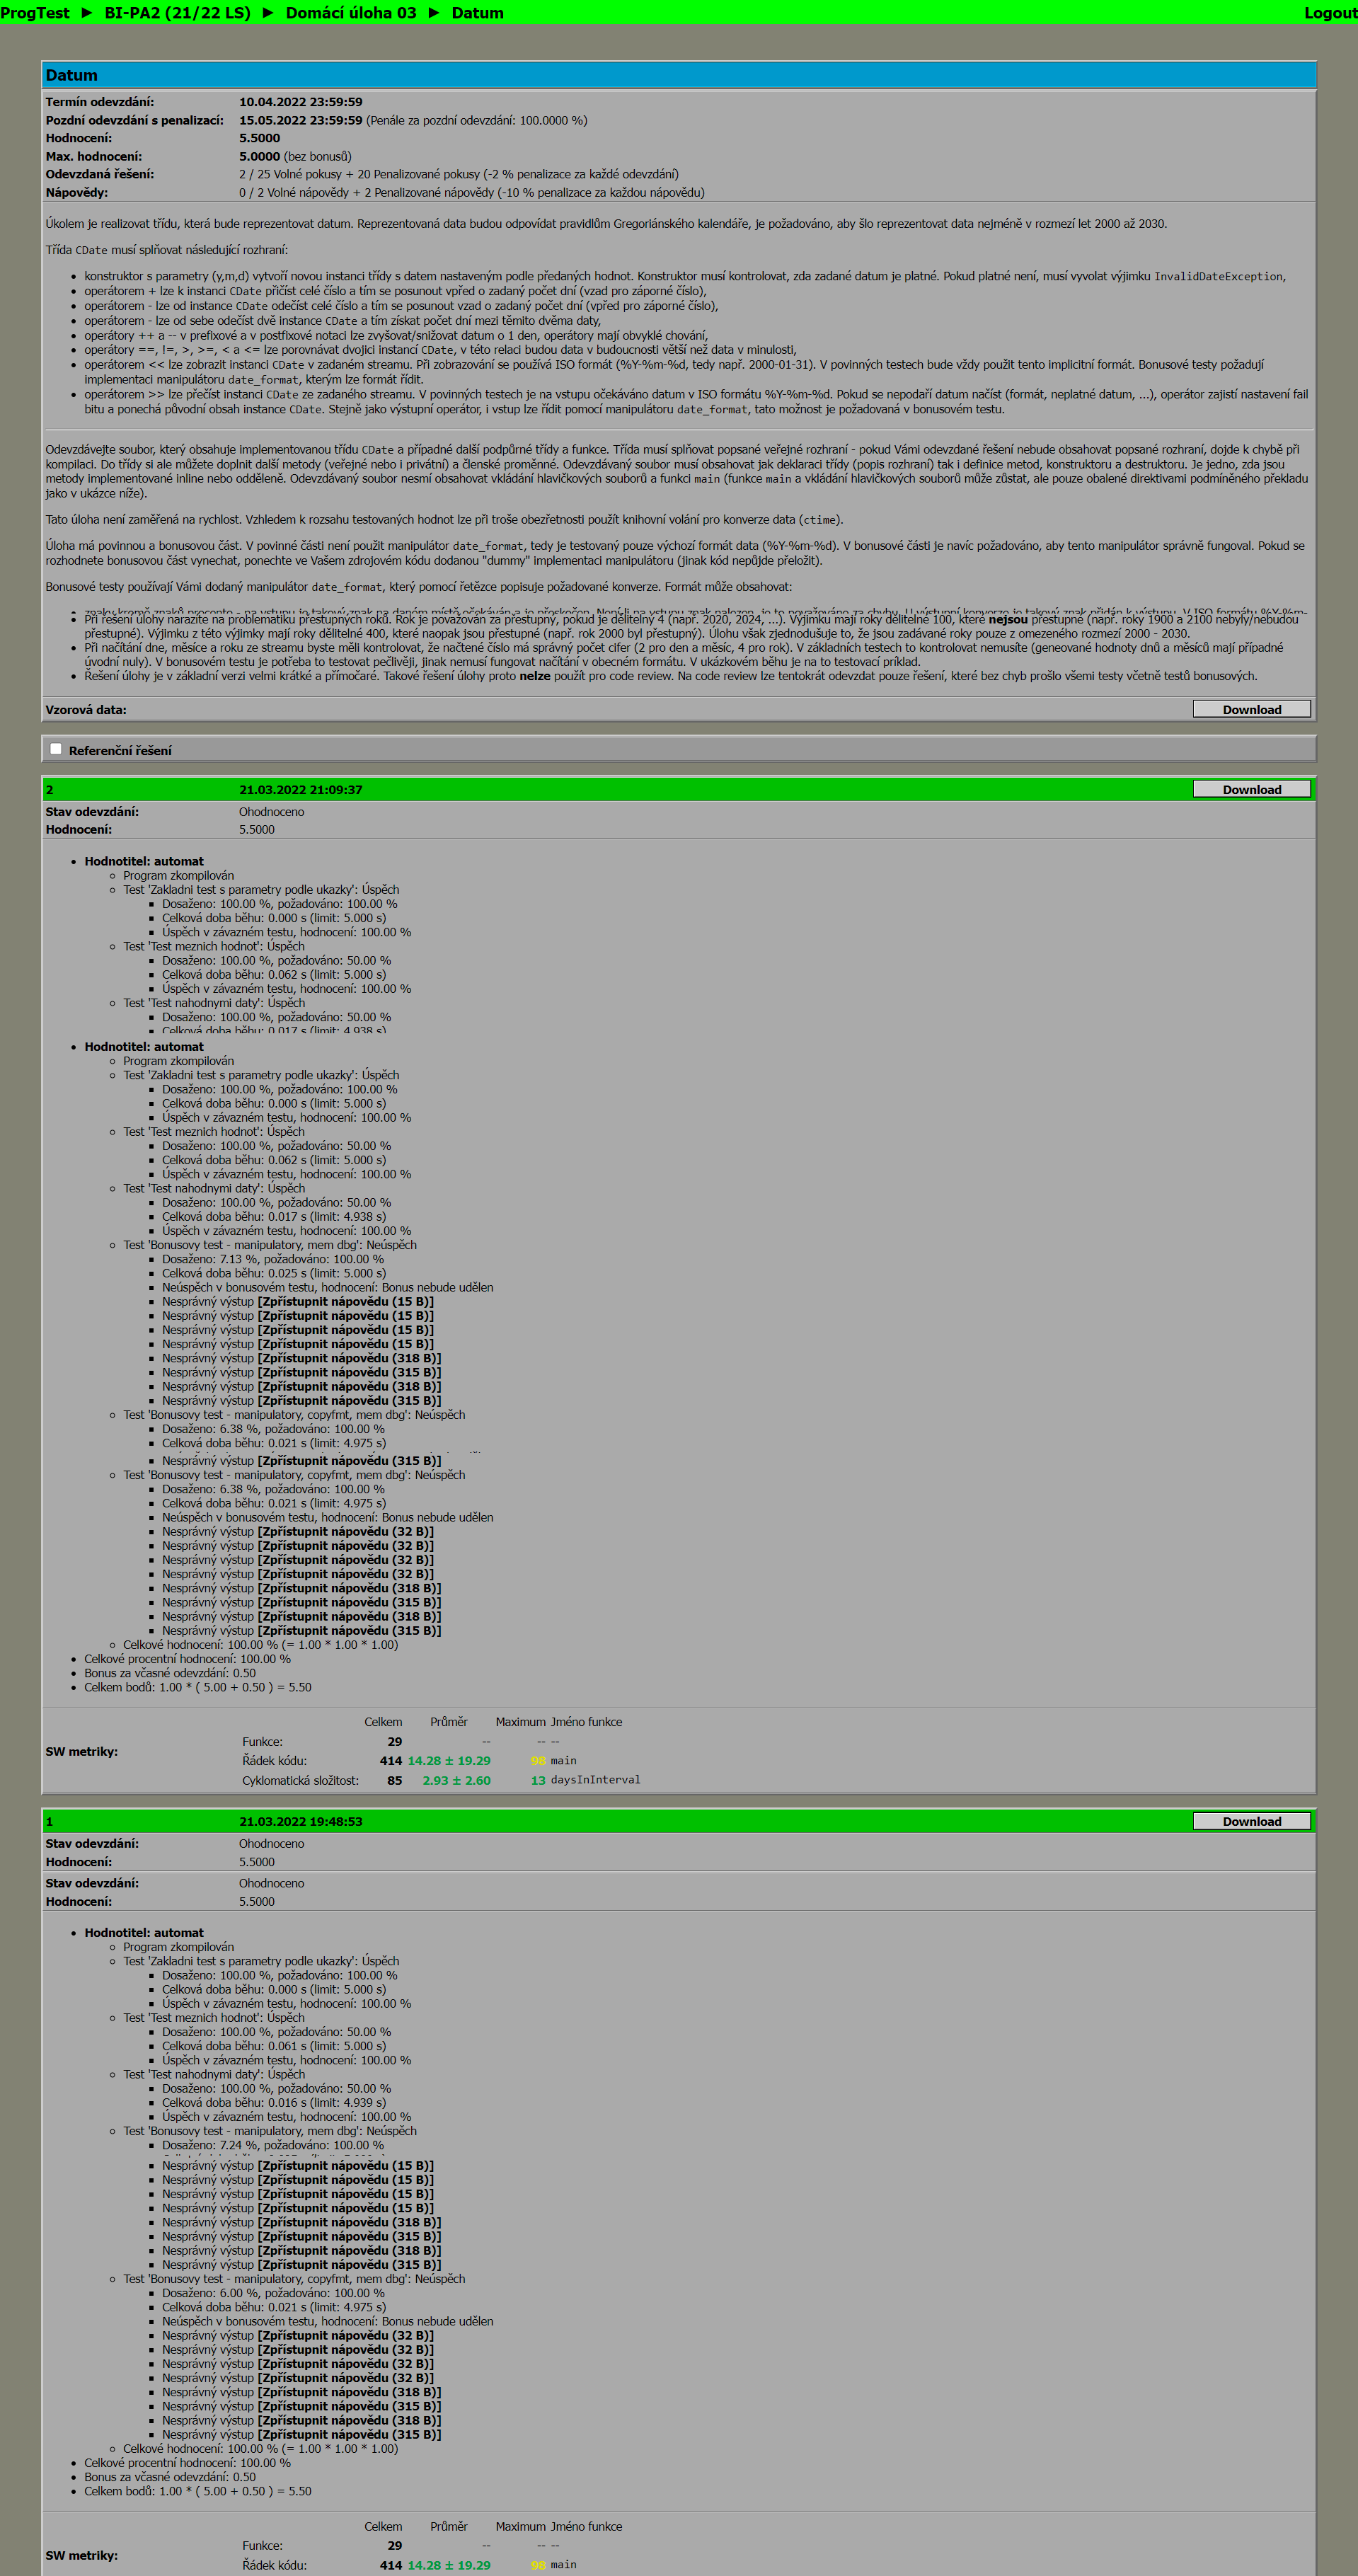 ProgTest ► BI-PA2 (21/22 LS) ► Domácí úloha 03 ► Datum Logout
Datum
Termín odevzdání: 10.04.2022 23:59:59
Pozdní odevzdání s penalizací: 15.05.2022 23:59:59 (Penále za pozdní odevzdání: 100.0000 %)
Hodnocení: 5.5000
Max. hodnocení: 5.0000 (bez bonusů)
Odevzdaná řešení: 2 / 25 Volné pokusy + 20 Penalizované pokusy (-2 % penalizace za každé odevzdání)
Nápovědy: 0 / 2 Volné nápovědy + 2 Penalizované nápovědy (-10 % penalizace za každou nápovědu)
Úkolem je realizovat třídu, která bude reprezentovat datum. Reprezentovaná data budou odpovídat pravidlům Gregoriánského kalendáře, je požadováno, aby šlo reprezentovat data nejméně v rozmezí let 2000 až 2030.
Třída CDate musí splňovat následující rozhraní:
• konstruktor s parametry (y,m,d) vytvoří novou instanci třídy s datem nastaveným podle předaných hodnot. Konstruktor musí kontrolovat, zda zadané datum je platné. Pokud platné není, musí vyvolat výjimku InvalidDateException,
• operátorem + lze k instanci CDate přičíst celé číslo a tím se posunout vpřed o zadaný počet dní (vzad pro záporné číslo),
• operátorem - lze od instance CDate odečíst celé číslo a tím se posunout vzad o zadaný počet dní (vpřed pro záporné číslo),
• operátorem - lze od sebe odečíst dvě instance CDate a tím získat počet dní mezi těmito dvěma daty,
• operátory ++ a -- v prefixové a v postfixové notaci lze zvyšovat/snižovat datum o 1 den, operátory mají obvyklé chování,
• operátory ==, !=, >, >=, < a <= lze porovnávat dvojici instancí CDate, v této relaci budou data v budoucnosti větší než data v minulosti,
• operátorem << lze zobrazit instanci CDate v zadaném streamu. Při zobrazování se používá ISO formát (%Y-%m-%d, tedy např. 2000-01-31). V povinných testech bude vždy použit tento implicitní formát. Bonusové testy požadují
implementaci manipulátoru date_format, kterým lze formát řídit.
• operátorem >> lze přečíst instanci CDate ze zadaného streamu. V povinných testech je na vstupu očekáváno datum v ISO formátu %Y-%m-%d. Pokud se nepodaří datum načíst (formát, neplatné datum, ...), operátor zajistí nastavení fail
bitu a ponechá původní obsah instance CDate. Stejně jako výstupní operátor, i vstup lze řídit pomocí manipulátoru date_format, tato možnost je požadovaná v bonusovém testu.
Odevzdávejte soubor, který obsahuje implementovanou třídu CDate a případné další podpůrné třídy a funkce. Třída musí splňovat popsané veřejné rozhraní - pokud Vámi odevzdané řešení nebude obsahovat popsané rozhraní, dojde k chybě při
kompilaci. Do třídy si ale můžete doplnit další metody (veřejné nebo i privátní) a členské proměnné. Odevzdávaný soubor musí obsahovat jak deklaraci třídy (popis rozhraní) tak i definice metod, konstruktoru a destruktoru. Je jedno, zda jsou
metody implementované inline nebo odděleně. Odevzdávaný soubor nesmí obsahovat vkládání hlavičkových souborů a funkci main (funkce main a vkládání hlavičkových souborů může zůstat, ale pouze obalené direktivami podmíněného překladu
jako v ukázce níže).
Tato úloha není zaměřená na rychlost. Vzhledem k rozsahu testovaných hodnot lze při troše obezřetnosti použít knihovní volání pro konverze data (ctime).
Úloha má povinnou a bonusovou část. V povinné části není použit manipulátor date_format, tedy je testovaný pouze výchozí formát data (%Y-%m-%d). V bonusové části je navíc požadováno, aby tento manipulátor správně fungoval. Pokud se
rozhodnete bonusovou část vynechat, ponechte ve Vašem zdrojovém kódu dodanou "dummy" implementaci manipulátoru (jinak kód nepůjde přeložit).
Bonusové testy používají Vámi dodaný manipulátor date_format, který pomocí řetězce popisuje požadované konverze. Formát může obsahovat:
• znaky kromě znaků procento - na vstupu je takový znak na daném místě očekáván a je přeskočen. Není-li na vstupu znak nalezen, je to považováno za chybu. U výstupní konverze je takový znak přidán k výstupu. V ISO formátu %Y-%m-
• Při řešení úlohy narazíte na problematiku přestupných roků. Rok je považován za přestupný, pokud je dělitelný 4 (např. 2020, 2024, ...). Výjimku mají roky dělitelné 100, které nejsou přestupné (např. roky 1900 a 2100 nebyly/nebudou
přestupné). Výjimku z této výjimky mají roky dělitelné 400, které naopak jsou přestupné (např. rok 2000 byl přestupný). Úlohu však zjednodušuje to, že jsou zadávané roky pouze z omezeného rozmezí 2000 - 2030.
• Při načítání dne, měsíce a roku ze streamu byste měli kontrolovat, že načtené číslo má správný počet cifer (2 pro den a měsíc, 4 pro rok). V základních testech to kontrolovat nemusíte (geneované hodnoty dnů a měsíců mají případné
úvodní nuly). V bonusovém testu je potřeba to testovat pečlivěji, jinak nemusí fungovat načítání v obecném formátu. V ukázkovém běhu je na to testovací príklad.
• Řešení úlohy je v základní verzi velmi krátké a přímočaré. Takové řešení úlohy proto nelze použít pro code review. Na code review lze tentokrát odevzdat pouze řešení, které bez chyb prošlo všemi testy včetně testů bonusových.
Vzorová data: Download
Referenční řešení
2 21.03.2022 21:09:37 Download
Stav odevzdání: Ohodnoceno
Hodnocení: 5.5000
• Hodnotitel: automat
◦ Program zkompilován
◦ Test 'Zakladni test s parametry podle ukazky': Úspěch
▪ Dosaženo: 100.00 %, požadováno: 100.00 %
▪ Celková doba běhu: 0.000 s (limit: 5.000 s)
▪ Úspěch v závazném testu, hodnocení: 100.00 %
◦ Test 'Test meznich hodnot': Úspěch
▪ Dosaženo: 100.00 %, požadováno: 50.00 %
▪ Celková doba běhu: 0.062 s (limit: 5.000 s)
▪ Úspěch v závazném testu, hodnocení: 100.00 %
◦ Test 'Test nahodnymi daty': Úspěch
▪ Dosaženo: 100.00 %, požadováno: 50.00 %
▪ Celková doba běhu: 0.017 s (limit: 4.938 s)
• Hodnotitel: automat
◦ Program zkompilován
◦ Test 'Zakladni test s parametry podle ukazky': Úspěch
▪ Dosaženo: 100.00 %, požadováno: 100.00 %
▪ Celková doba běhu: 0.000 s (limit: 5.000 s)
▪ Úspěch v závazném testu, hodnocení: 100.00 %
◦ Test 'Test meznich hodnot': Úspěch
▪ Dosaženo: 100.00 %, požadováno: 50.00 %
▪ Celková doba běhu: 0.062 s (limit: 5.000 s)
▪ Úspěch v závazném testu, hodnocení: 100.00 %
◦ Test 'Test nahodnymi daty': Úspěch
▪ Dosaženo: 100.00 %, požadováno: 50.00 %
▪ Celková doba běhu: 0.017 s (limit: 4.938 s)
▪ Úspěch v závazném testu, hodnocení: 100.00 %
◦ Test 'Bonusovy test - manipulatory, mem dbg': Neúspěch
▪ Dosaženo: 7.13 %, požadováno: 100.00 %
▪ Celková doba běhu: 0.025 s (limit: 5.000 s)
▪ Neúspěch v bonusovém testu, hodnocení: Bonus nebude udělen
▪ Nesprávný výstup [Zpřístupnit nápovědu (15 B)]
▪ Nesprávný výstup [Zpřístupnit nápovědu (15 B)]
▪ Nesprávný výstup [Zpřístupnit nápovědu (15 B)]
▪ Nesprávný výstup [Zpřístupnit nápovědu (15 B)]
▪ Nesprávný výstup [Zpřístupnit nápovědu (318 B)]
▪ Nesprávný výstup [Zpřístupnit nápovědu (315 B)]
▪ Nesprávný výstup [Zpřístupnit nápovědu (318 B)]
▪ Nesprávný výstup [Zpřístupnit nápovědu (315 B)]
◦ Test 'Bonusovy test - manipulatory, copyfmt, mem dbg': Neúspěch
▪ Dosaženo: 6.38 %, požadováno: 100.00 %
▪ Celková doba běhu: 0.021 s (limit: 4.975 s)
▪ Nesprávný výstup [Zpřístupnit nápovědu (315 B)]
◦ Test 'Bonusovy test - manipulatory, copyfmt, mem dbg': Neúspěch
▪ Dosaženo: 6.38 %, požadováno: 100.00 %
▪ Celková doba běhu: 0.021 s (limit: 4.975 s)
▪ Neúspěch v bonusovém testu, hodnocení: Bonus nebude udělen
▪ Nesprávný výstup [Zpřístupnit nápovědu (32 B)]
▪ Nesprávný výstup [Zpřístupnit nápovědu (32 B)]
▪ Nesprávný výstup [Zpřístupnit nápovědu (32 B)]
▪ Nesprávný výstup [Zpřístupnit nápovědu (32 B)]
▪ Nesprávný výstup [Zpřístupnit nápovědu (318 B)]
▪ Nesprávný výstup [Zpřístupnit nápovědu (315 B)]
▪ Nesprávný výstup [Zpřístupnit nápovědu (318 B)]
▪ Nesprávný výstup [Zpřístupnit nápovědu (315 B)]
◦ Celkové hodnocení: 100.00 % (= 1.00 * 1.00 * 1.00)
• Celkové procentní hodnocení: 100.00 %
• Bonus za včasné odevzdání: 0.50
• Celkem bodů: 1.00 * ( 5.00 + 0.50 ) = 5.50
SW metriky:
Celkem Průměr Maximum Jméno funkce
Funkce: 29 -- -- --
Řádek kódu: 414 14.28 ± 19.29 98 main
Cyklomatická složitost: 85 2.93 ± 2.60 13 daysInInterval
1 21.03.2022 19:48:53 Download
Stav odevzdání: Ohodnoceno
Hodnocení: 5.5000
Stav odevzdání: Ohodnoceno
Hodnocení: 5.5000
• Hodnotitel: automat
◦ Program zkompilován
◦ Test 'Zakladni test s parametry podle ukazky': Úspěch
▪ Dosaženo: 100.00 %, požadováno: 100.00 %
▪ Celková doba běhu: 0.000 s (limit: 5.000 s)
▪ Úspěch v závazném testu, hodnocení: 100.00 %
◦ Test 'Test meznich hodnot': Úspěch
▪ Dosaženo: 100.00 %, požadováno: 50.00 %
▪ Celková doba běhu: 0.061 s (limit: 5.000 s)
▪ Úspěch v závazném testu, hodnocení: 100.00 %
◦ Test 'Test nahodnymi daty': Úspěch
▪ Dosaženo: 100.00 %, požadováno: 50.00 %
▪ Celková doba běhu: 0.016 s (limit: 4.939 s)
▪ Úspěch v závazném testu, hodnocení: 100.00 %
◦ Test 'Bonusovy test - manipulatory, mem dbg': Neúspěch
▪ Dosaženo: 7.24 %, požadováno: 100.00 %
▪ Nesprávný výstup [Zpřístupnit nápovědu (15 B)]
▪ Nesprávný výstup [Zpřístupnit nápovědu (15 B)]
▪ Nesprávný výstup [Zpřístupnit nápovědu (15 B)]
▪ Nesprávný výstup [Zpřístupnit nápovědu (15 B)]
▪ Nesprávný výstup [Zpřístupnit nápovědu (318 B)]
▪ Nesprávný výstup [Zpřístupnit nápovědu (315 B)]
▪ Nesprávný výstup [Zpřístupnit nápovědu (318 B)]
▪ Nesprávný výstup [Zpřístupnit nápovědu (315 B)]
◦ Test 'Bonusovy test - manipulatory, copyfmt, mem dbg': Neúspěch
▪ Dosaženo: 6.00 %, požadováno: 100.00 %
▪ Celková doba běhu: 0.021 s (limit: 4.975 s)
▪ Neúspěch v bonusovém testu, hodnocení: Bonus nebude udělen
▪ Nesprávný výstup [Zpřístupnit nápovědu (32 B)]
▪ Nesprávný výstup [Zpřístupnit nápovědu (32 B)]
▪ Nesprávný výstup [Zpřístupnit nápovědu (32 B)]
▪ Nesprávný výstup [Zpřístupnit nápovědu (32 B)]
▪ Nesprávný výstup [Zpřístupnit nápovědu (318 B)]
▪ Nesprávný výstup [Zpřístupnit nápovědu (315 B)]
▪ Nesprávný výstup [Zpřístupnit nápovědu (318 B)]
▪ Nesprávný výstup [Zpřístupnit nápovědu (315 B)]
◦ Celkové hodnocení: 100.00 % (= 1.00 * 1.00 * 1.00)
• Celkové procentní hodnocení: 100.00 %
• Bonus za včasné odevzdání: 0.50
• Celkem bodů: 1.00 * ( 5.00 + 0.50 ) = 5.50
SW metriky:
Celkem Průměr Maximum Jméno funkce
Funkce: 29 -- -- --
Řádek kódu: 414 14.28 ± 19.29 98 main